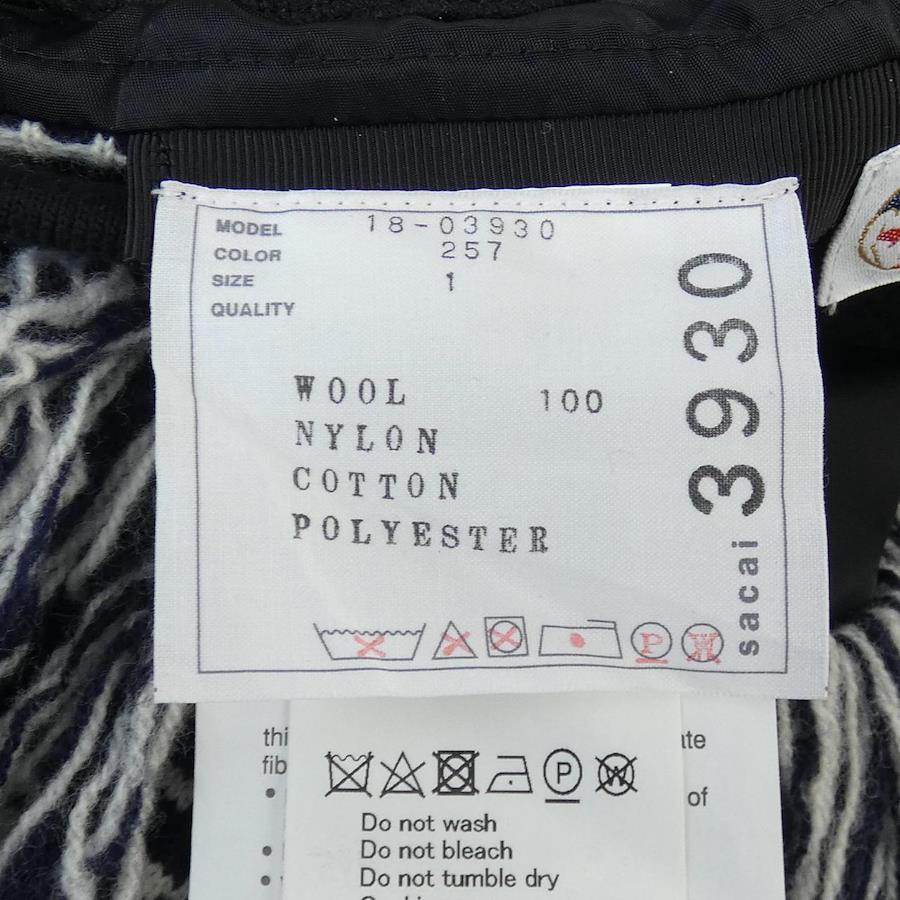 MODEL 18-03930
COLOR 257
SIZE 1
QUALITY
WOOL 100
NYLON
COTTON
POLYESTER
sacai 3930
P W
thi
fib
ate
of
P W
Do not wash
Do not bleach
Do not tumble dry